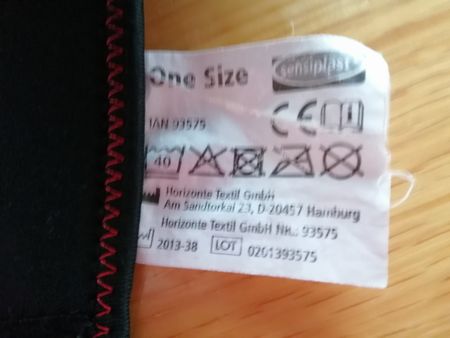 One Size
sensiplast
IAN 93575
40
Horizonte Textil GmbH
Am Sandtorkai 23, D-20457 Hamburg
Horizonte Textil GmbH NR.: 93575
2013-38 LOT 0201393575